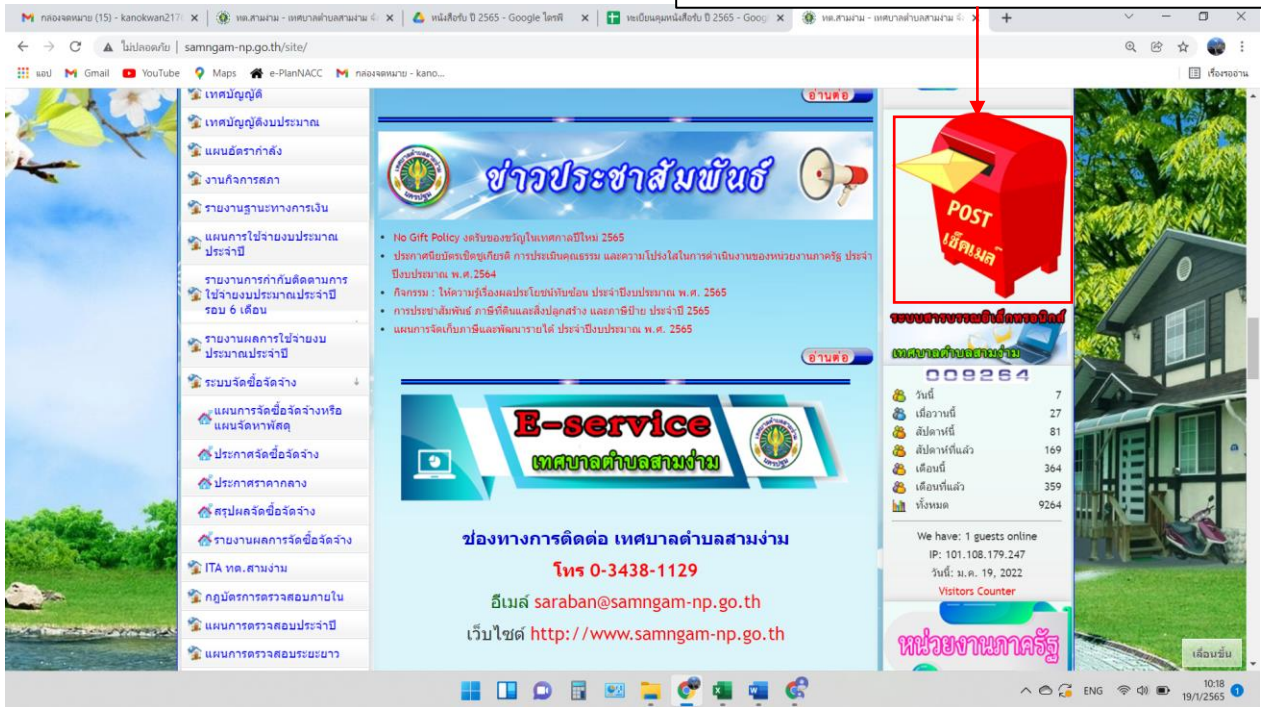 กล่องจดหมาย (15) - kanokwan217
ทต.สามง่าม - เทศบาลตำบลสามง่าม
หนังสือรับ ปี 2565 - Google ไดรฟ์
ทะเบียนคุมหนังสือรับ ปี 2565 - Goog
ทต.สามง่าม - เทศบาลตำบลสามง่าม
ไม่ปลอดภัย | samngam-np.go.th/site/
แอป Gmail YouTube Maps e-PlanNACC กล่องจดหมาย - kano...
เรื่องรออ่าน
เทศบัญญัติ
เทศบัญญัติงบประมาณ
แผนอัตรากำลัง
งานกิจการสภา
รายงานฐานะทางการเงิน
แผนการใช้จ่ายงบประมาณ
ประจำปี
รายงานการกำกับติดตามการ
ใช้จ่ายงบประมาณประจำปี
รอบ 6 เดือน
รายงานผลการใช้จ่ายงบ
ประมาณประจำปี
ระบบจัดซื้อจัดจ้าง
แผนการจัดซื้อจัดจ้างหรือ
แผนจัดหาพัสดุ
ประกาศจัดซื้อจัดจ้าง
ประกาศราคากลาง
สรุปผลจัดซื้อจัดจ้าง
รายงานผลการจัดซื้อจัดจ้าง
ITA ทต.สามง่าม
กฎบัตรการตรวจสอบภายใน
แผนการตรวจสอบประจำปี
แผนการตรวจสอบระยะยาว
อ่านต่อ
ข่าวประชาสัมพันธ์
No Gift Policy งดรับของขวัญในเทศกาลปีใหม่ 2565
ประกาศนียบัตรเชิดชูเกียรติ การประเมินคุณธรรม และความโปร่งใสในการดำเนินงานของหน่วยงานภาครัฐ ประจำ
ปีงบประมาณ พ.ศ.2564
กิจกรรม : ให้ความรู้เรื่องผลประโยชน์ทับซ้อน ประจำปีงบประมาณ พ.ศ. 2565
การประชาสัมพันธ์ ภาษีที่ดินและสิ่งปลูกสร้าง และภาษีป้าย ประจำปี 2565
แผนการจัดเก็บภาษีและพัฒนารายได้ ประจำปีงบประมาณ พ.ศ. 2565
อ่านต่อ
E-service
เทศบาลตำบลสามง่าม
ช่องทางการติดต่อ เทศบาลตำบลสามง่าม
โทร 0-3438-1129
อีเมล์ saraban@samngam-np.go.th
เว็บไซต์ http://www.samngam-np.go.th
POST
เช็คเมล์
ระบบสารบรรณอิเล็กทรอนิกส์
เทศบาลตำบลสามง่าม
009264
วันนี้ 7
เมื่อวานนี้ 27
สัปดาห์นี้ 81
สัปดาห์ที่แล้ว 169
เดือนนี้ 364
เดือนที่แล้ว 359
ทั้งหมด 9264
We have: 1 guests online
IP: 101.108.179.247
วันนี้: ม.ค. 19, 2022
Visitors Counter
หน่วยงานภาครัฐ
เลื่อนขึ้น
ENG
10:18
19/1/2565
1